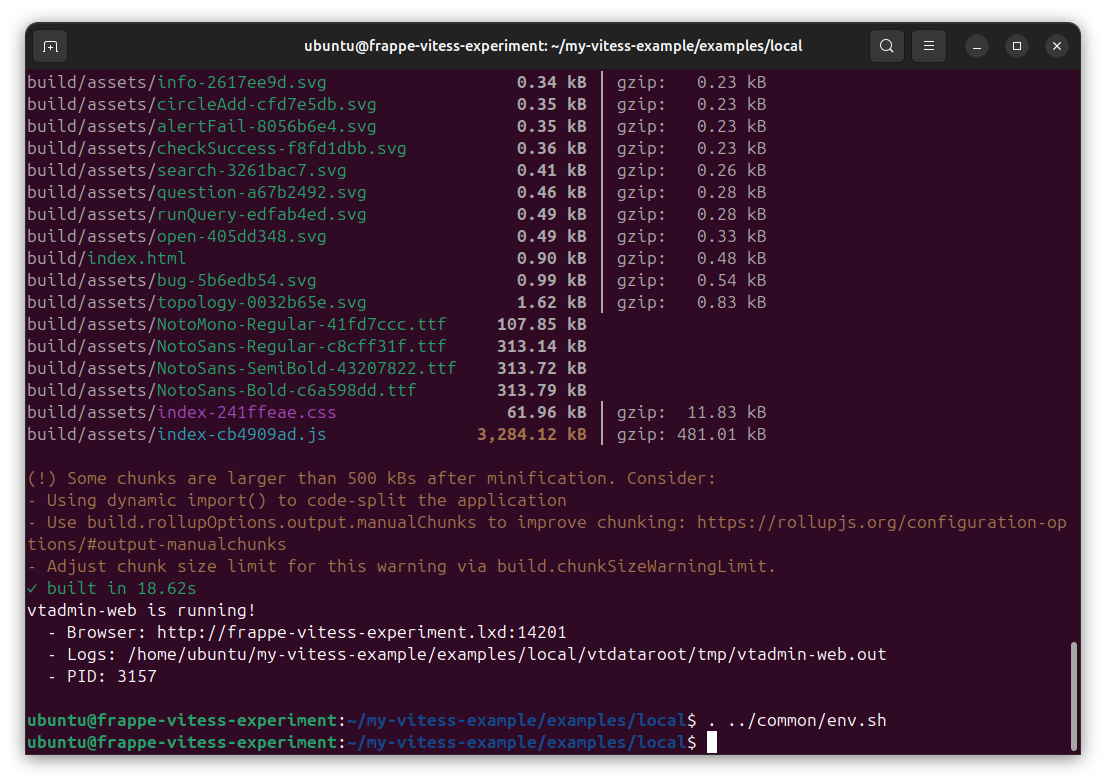 ubuntu@frappe-vitess-experiment: ~/my-vitess-example/examples/local
build/assets/info-2617ee9d.svg 0.34 kB │ gzip: 0.23 kB
build/assets/circleAdd-cfd7e5db.svg 0.35 kB │ gzip: 0.23 kB
build/assets/alertFail-8056b6e4.svg 0.35 kB │ gzip: 0.23 kB
build/assets/checkSuccess-f8fd1dbb.svg 0.36 kB │ gzip: 0.23 kB
build/assets/search-3261bac7.svg 0.41 kB │ gzip: 0.26 kB
build/assets/question-a67b2492.svg 0.46 kB │ gzip: 0.28 kB
build/assets/runQuery-edfab4ed.svg 0.49 kB │ gzip: 0.28 kB
build/assets/open-405dd348.svg 0.49 kB │ gzip: 0.33 kB
build/index.html 0.90 kB │ gzip: 0.48 kB
build/assets/bug-5b6edb54.svg 0.99 kB │ gzip: 0.54 kB
build/assets/topology-0032b65e.svg 1.62 kB │ gzip: 0.83 kB
build/assets/NotoMono-Regular-41fd7ccc.ttf 107.85 kB
build/assets/NotoSans-Regular-c8cff31f.ttf 313.14 kB
build/assets/NotoSans-SemiBold-43207822.ttf 313.72 kB
build/assets/NotoSans-Bold-c6a598dd.ttf 313.79 kB
build/assets/index-241ffeae.css 61.96 kB │ gzip: 11.83 kB
build/assets/index-cb4909ad.js 3,284.12 kB │ gzip: 481.01 kB
(!) Some chunks are larger than 500 kBs after minification. Consider:
- Using dynamic import() to code-split the application
- Use build.rollupOptions.output.manualChunks to improve chunking: https://rollupjs.org/configuration-op
tions/#output-manualchunks
- Adjust chunk size limit for this warning via build.chunkSizeWarningLimit.
✓ built in 18.62s
vtadmin-web is running!
- Browser: http://frappe-vitess-experiment.lxd:14201
- Logs: /home/ubuntu/my-vitess-example/examples/local/vtdataroot/tmp/vtadmin-web.out
- PID: 3157
ubuntu@frappe-vitess-experiment:~/my-vitess-example/examples/local$ . ../common/env.sh
ubuntu@frappe-vitess-experiment:~/my-vitess-example/examples/local$